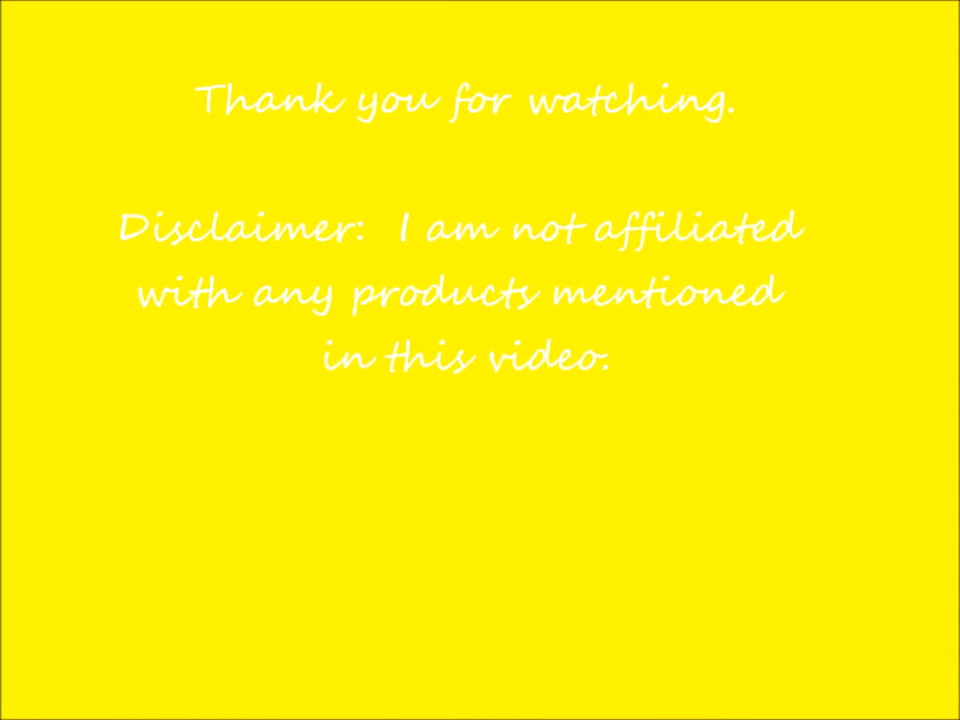 Thank you for watching.
Disclaimer: I am not affiliated
with any products mentioned
in this video.